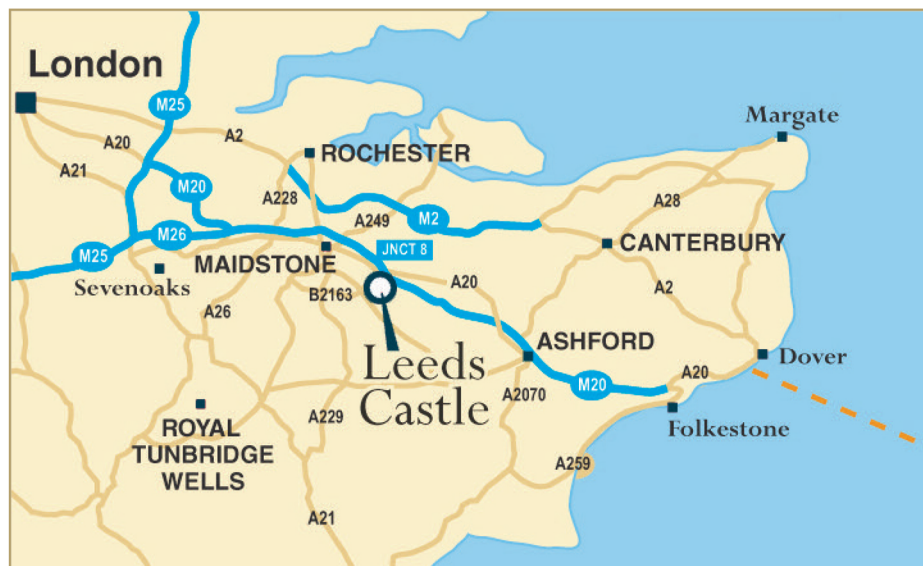 London
M25
A2
A20
A21
Margate
ROCHESTER
M20
A228
A28
A249
M2
M26
M25
JNCT 8
CANTERBURY
MAIDSTONE
Sevenoaks
B2163
A20
A2
A26
ASHFORD
Dover
Leeds
Castle
A20
M20
A2070
ROYAL
TUNBRIDGE
WELLS
A229
Folkestone
A259
A21